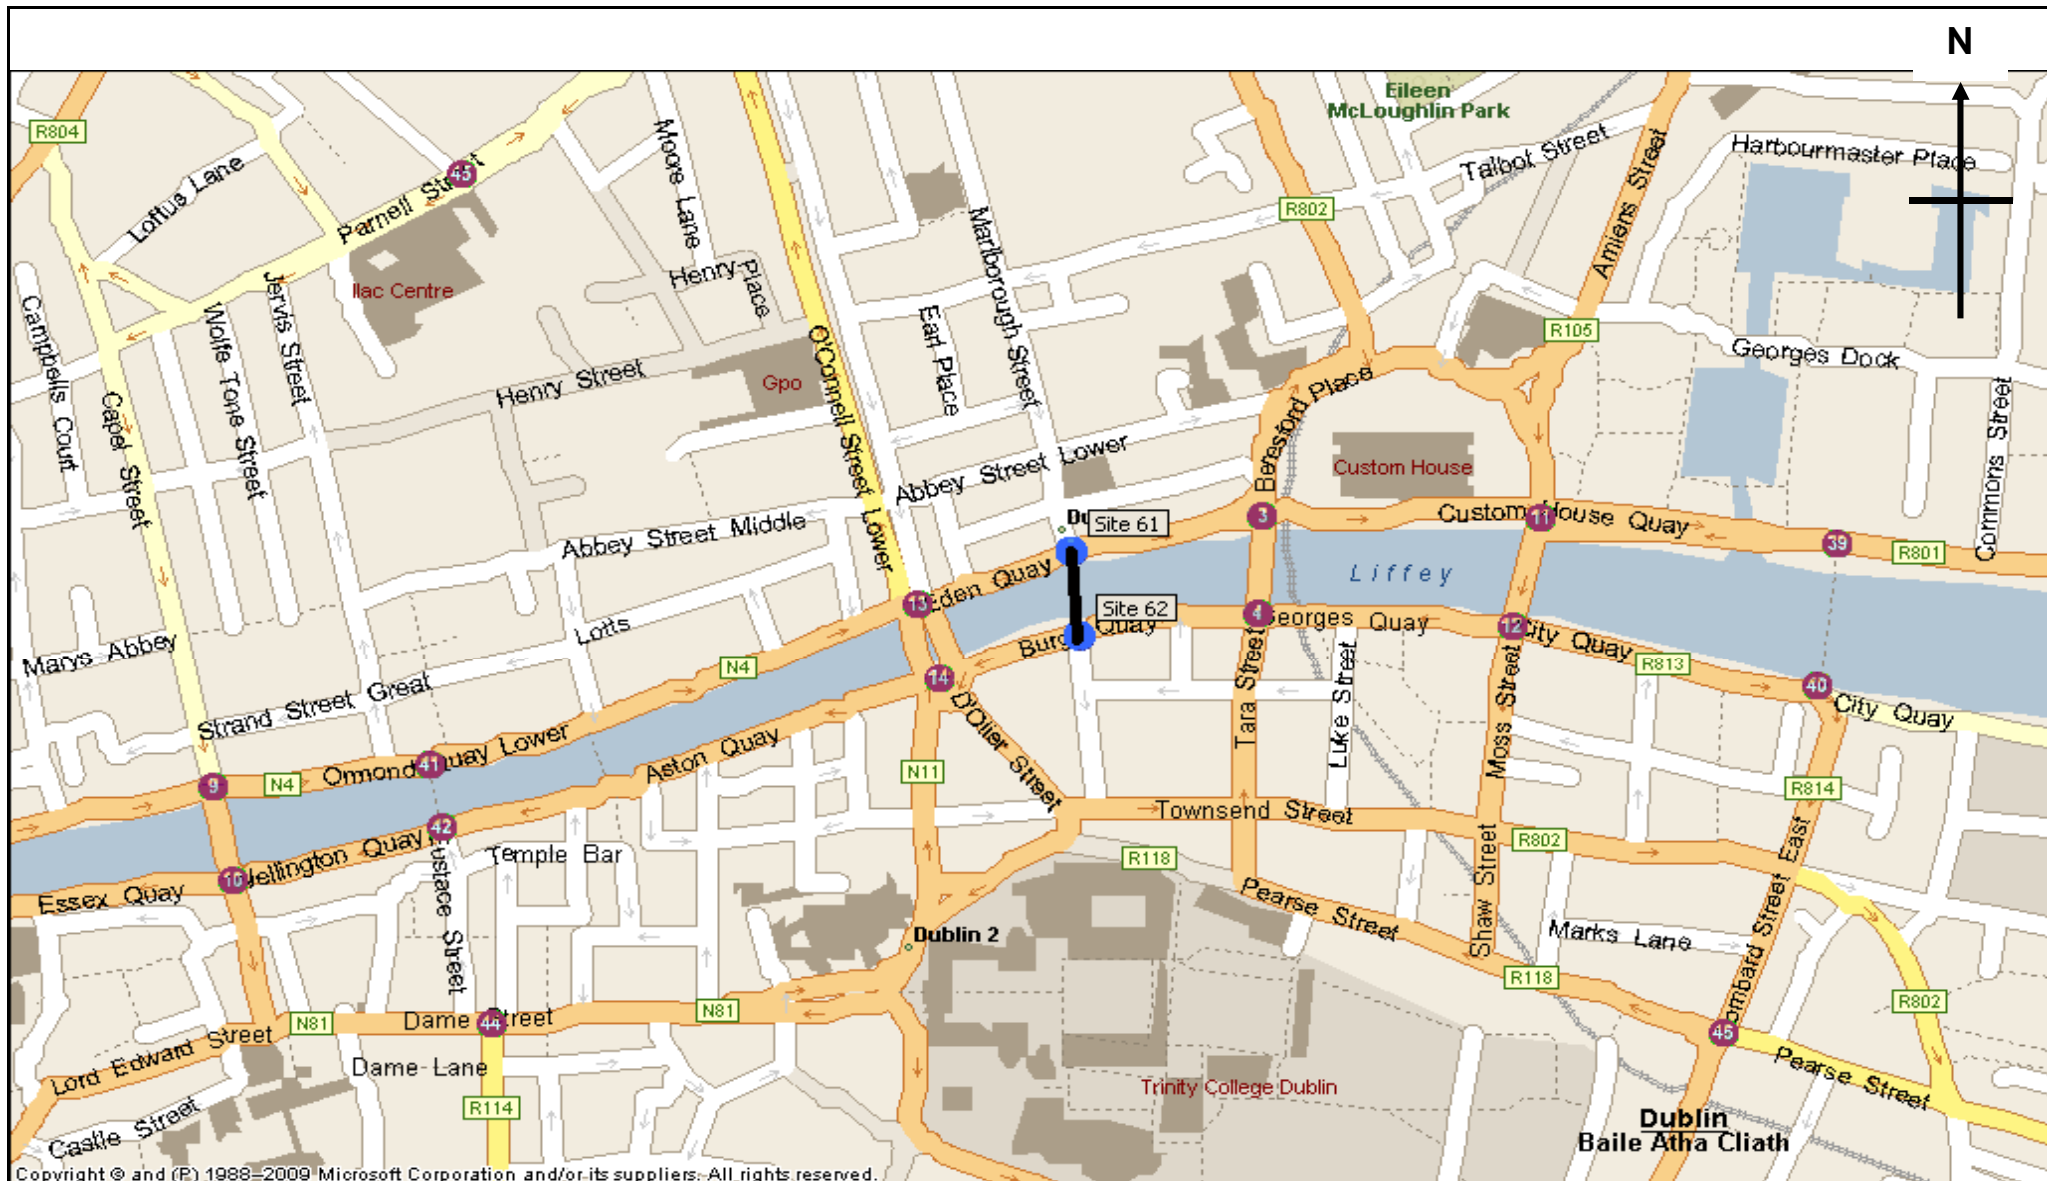 N
R804
Loftus Lane
Parnell Street
45
Moore Lane
Henry Place
Ilac Centre
Jervis Street
Wolfe Tone Street
Campbells Court
Capel Street
Henry Street
Gpo
O'Connell Street Lower
Earl Place
Marlborough Street
Eileen
McLoughlin Park
R802
Talbot Street
Amiens Street
Harbourmaster Place
R105
Georges Dock
Commons Street
Beresford Place
Custom House
Abbey Street Lower
Abbey Street Middle
Site 61
3
Custom House Quay
11
39
R801
Liffey
Eden Quay
13
Site 62
Burgh Quay
4
Georges Quay
12
City Quay
R813
40
City Quay
Marys Abbey
Lotts
N4
Strand Street Great
14
D'Olier Street
Tara Street
Luke Street
Moss Street
9
N4
Ormond Quay Lower
41
Aston Quay
N11
Townsend Street
R814
42
Temple Bar
R802
10
Wellington Quay
Essex Quay
Eustace Street
R118
Pearse Street
Shaw Street
Marks Lane
Lombard Street East
Dublin 2
R118
R802
N81
Dame Street
44
N81
Lord Edward Street
Dame Lane
R114
Castle Street
Trinity College Dublin
46
Pearse Street
Dublin
Baile Atha Cliath
Copyright © and (P) 1988–2009 Microsoft Corporation and/or its suppliers. All rights reserved.